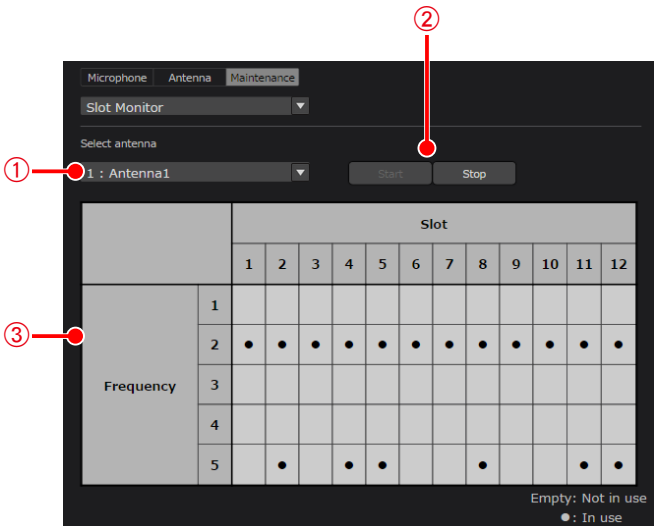 ②
Microphone Antenna Maintenance
Slot Monitor
Select antenna
① 1 : Antenna1 Start Stop
Slot
1 2 3 4 5 6 7 8 9 10 11 12
1
③ 2 ● ● ● ● ● ● ● ● ● ● ● ●
Frequency 3
4
5 ● ● ● ● ● ●
Empty: Not in use
●: In use